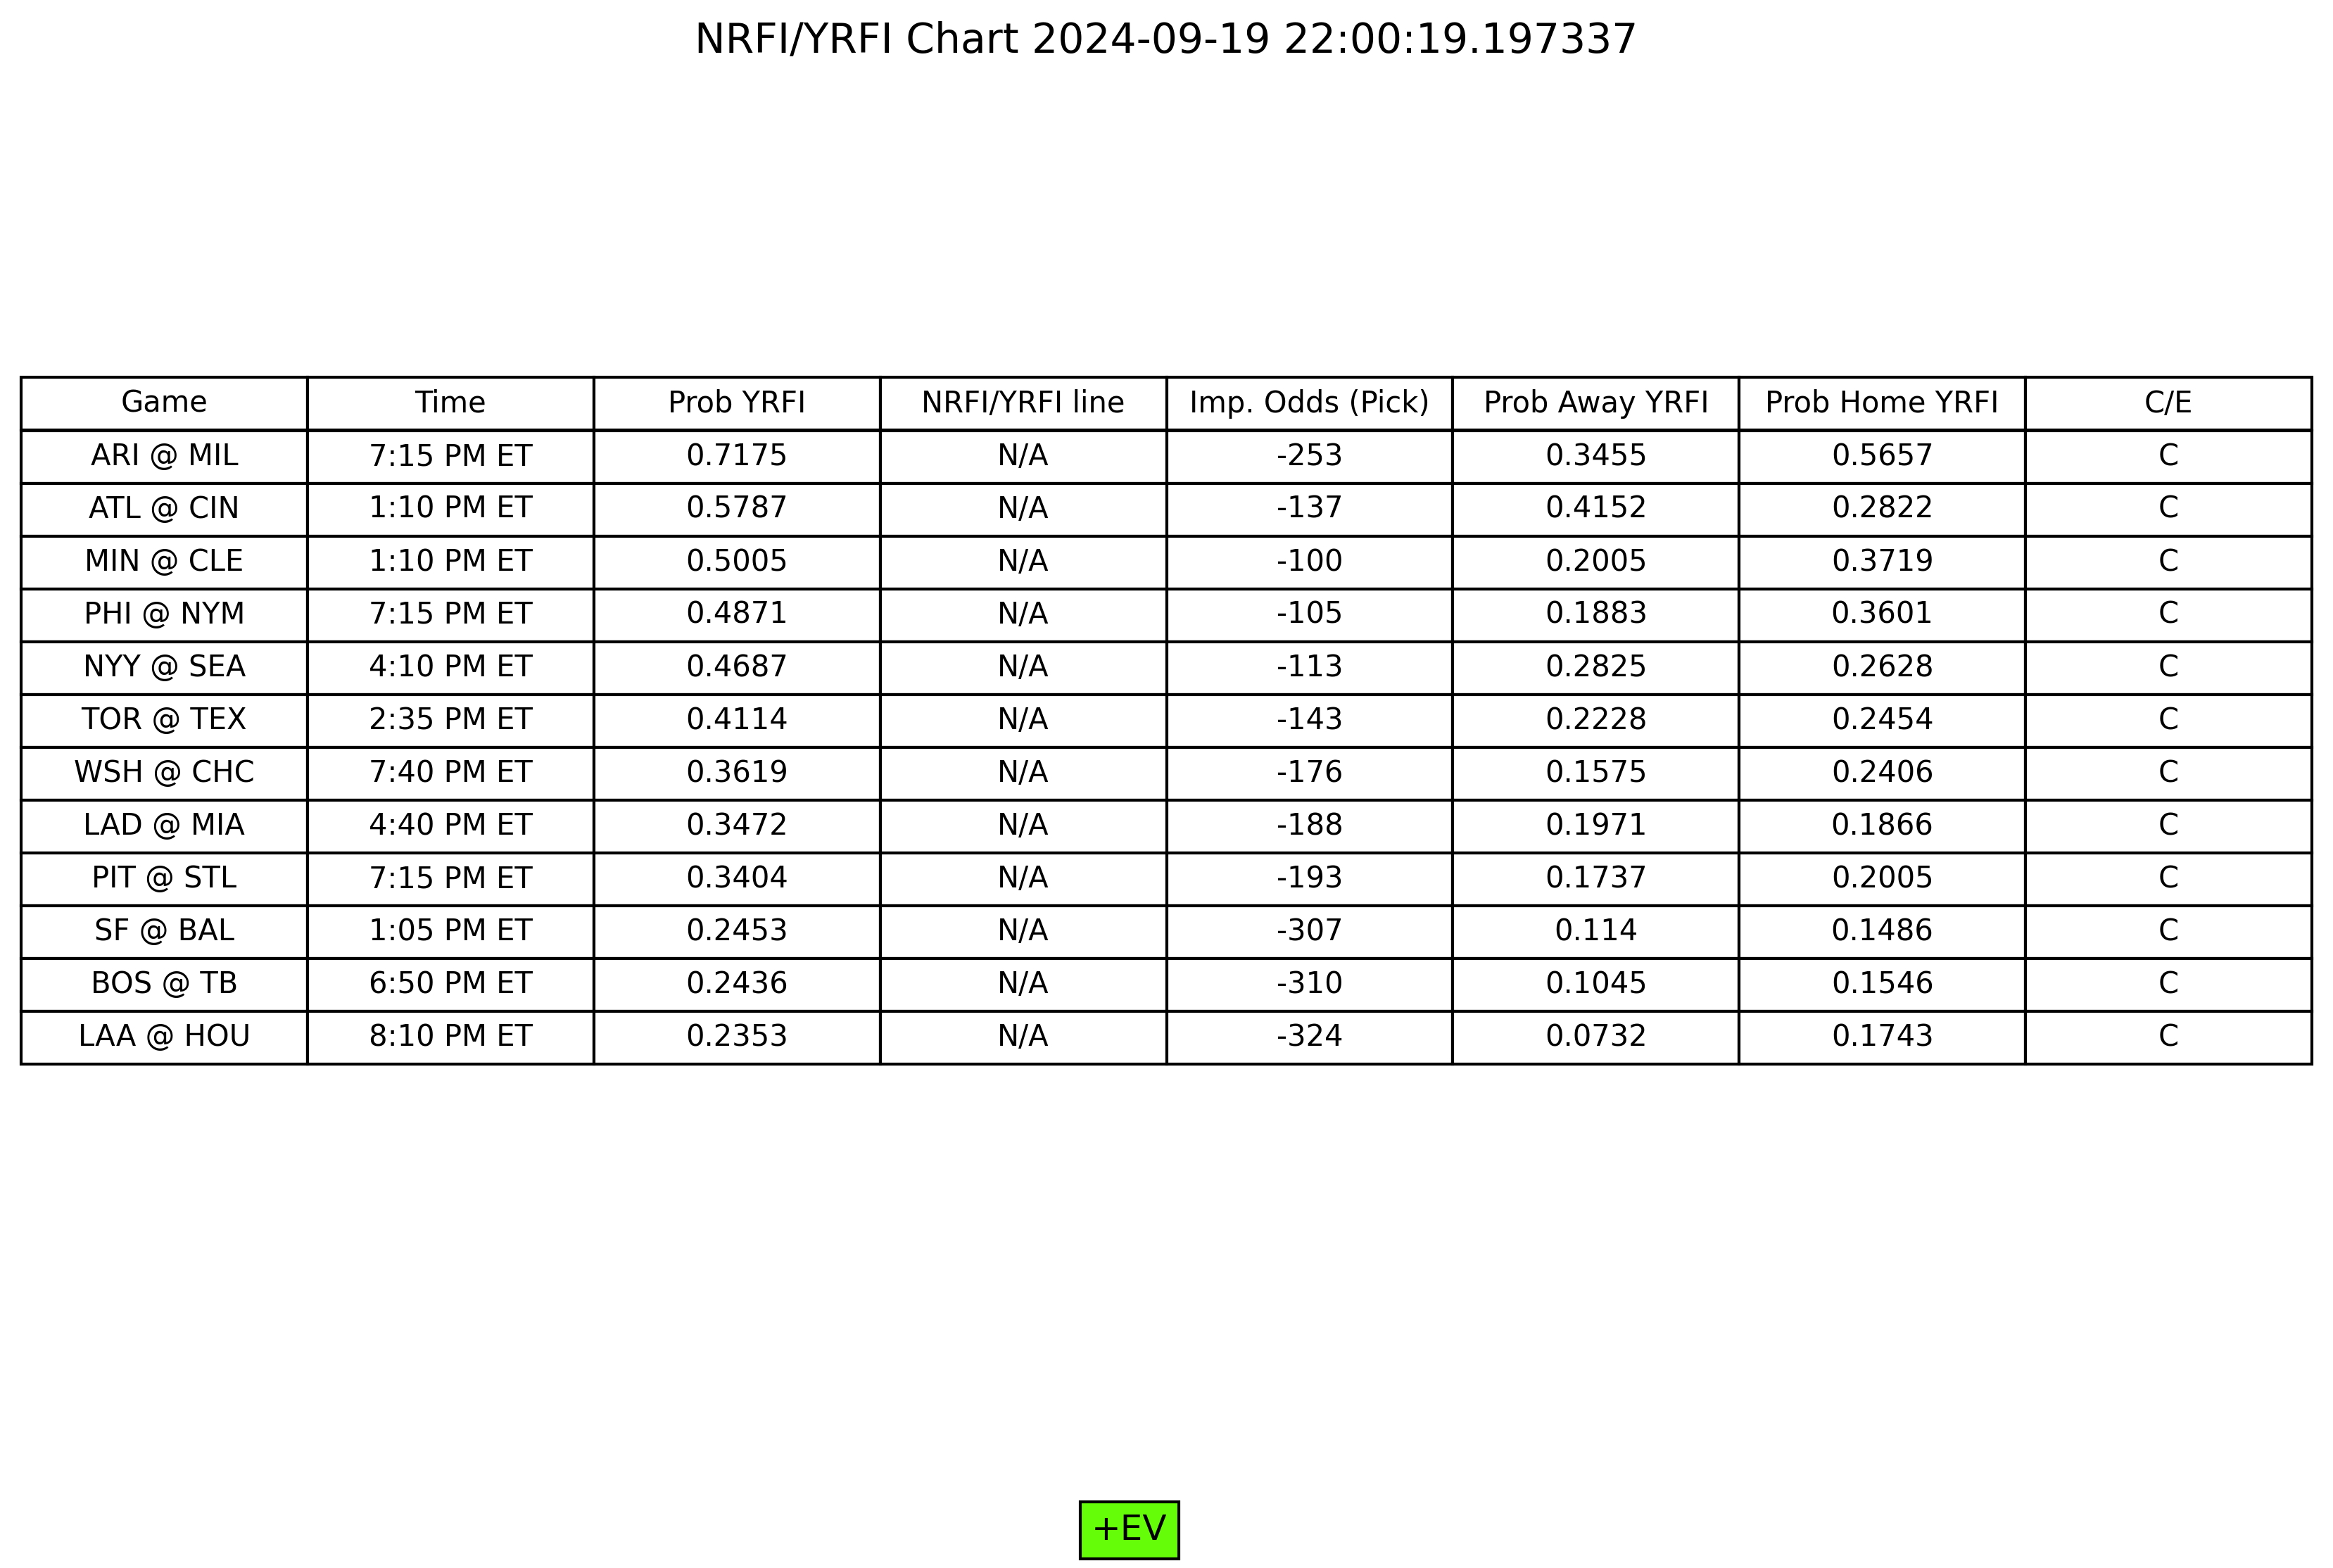 NRFI/YRFI Chart 2024-09-19 22:00:19.197337
Game Time Prob YRFI NRFI/YRFI line Imp. Odds (Pick) Prob Away YRFI Prob Home YRFI C/E
ARI @ MIL 7:15 PM ET 0.7175 N/A -253 0.3455 0.5657 C
ATL @ CIN 1:10 PM ET 0.5787 N/A -137 0.4152 0.2822 C
MIN @ CLE 1:10 PM ET 0.5005 N/A -100 0.2005 0.3719 C
PHI @ NYM 7:15 PM ET 0.4871 N/A -105 0.1883 0.3601 C
NYY @ SEA 4:10 PM ET 0.4687 N/A -113 0.2825 0.2628 C
TOR @ TEX 2:35 PM ET 0.4114 N/A -143 0.2228 0.2454 C
WSH @ CHC 7:40 PM ET 0.3619 N/A -176 0.1575 0.2406 C
LAD @ MIA 4:40 PM ET 0.3472 N/A -188 0.1971 0.1866 C
PIT @ STL 7:15 PM ET 0.3404 N/A -193 0.1737 0.2005 C
SF @ BAL 1:05 PM ET 0.2453 N/A -307 0.114 0.1486 C
BOS @ TB 6:50 PM ET 0.2436 N/A -310 0.1045 0.1546 C
LAA @ HOU 8:10 PM ET 0.2353 N/A -324 0.0732 0.1743 C
+EV